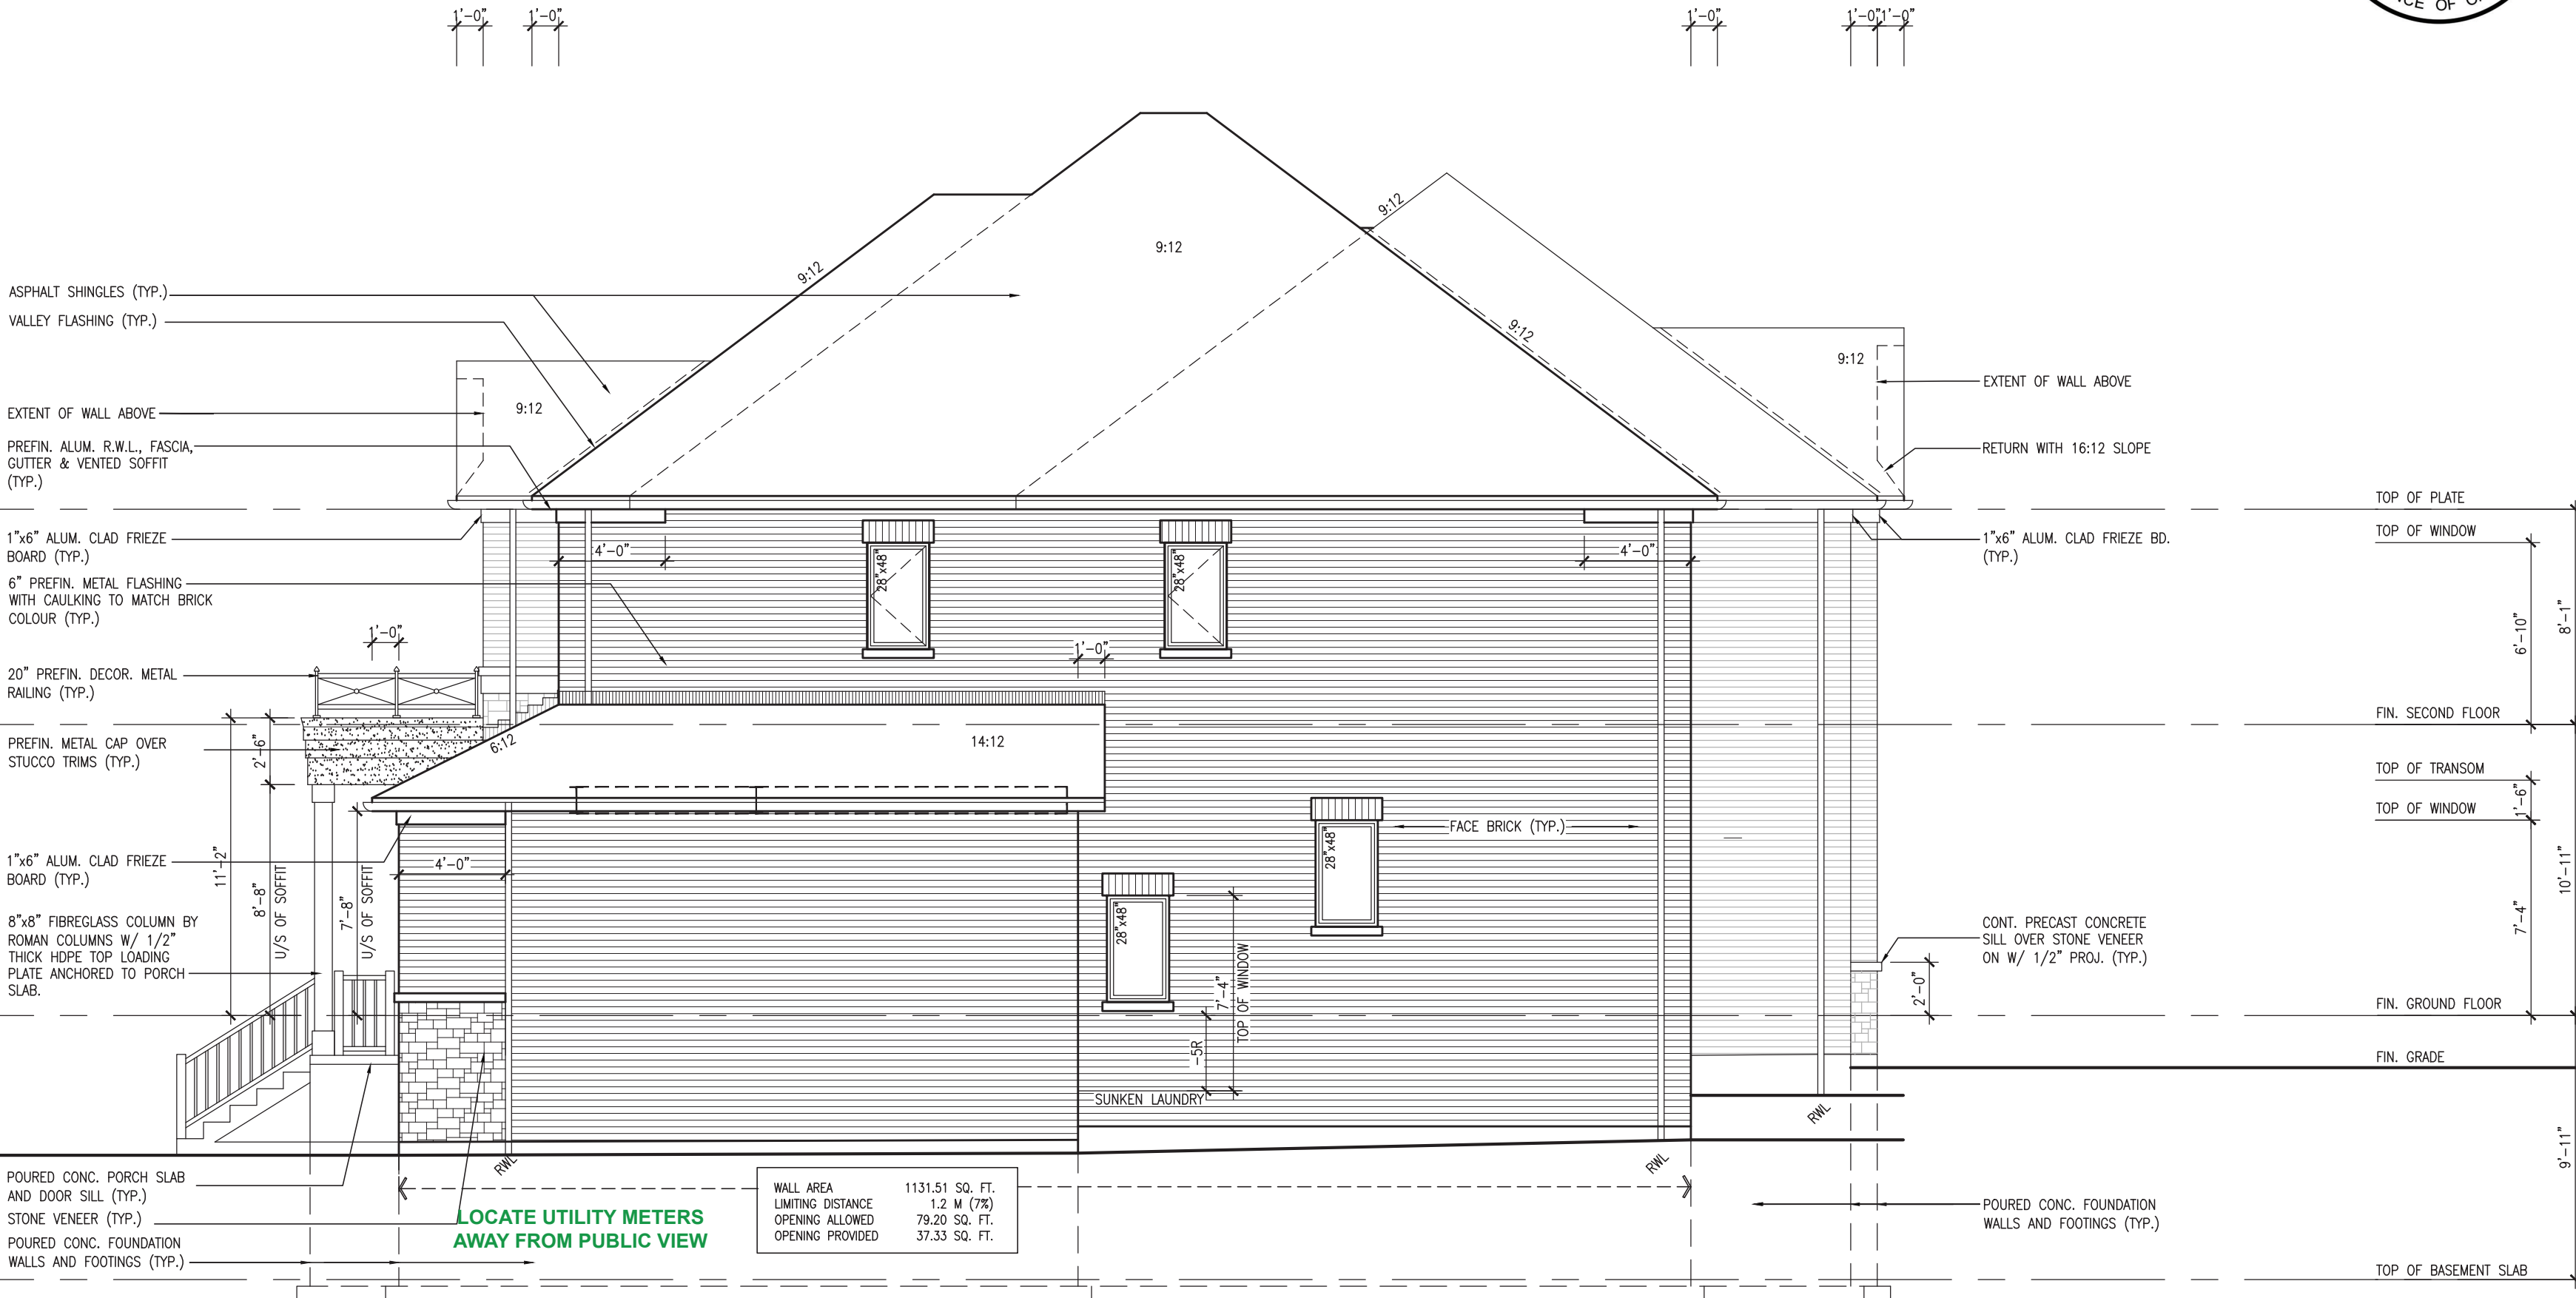 1'-0"
1'-0"
1'-0"
1'-0"
1'-0"
CE OF O
9:12
9:12
9:12
9:12
9:12
9:12
ASPHALT SHINGLES (TYP.)
VALLEY FLASHING (TYP.)
EXTENT OF WALL ABOVE
PREFIN. ALUM. R.W.L., FASCIA,
GUTTER & VENTED SOFFIT
(TYP.)
1"x6" ALUM. CLAD FRIEZE
BOARD (TYP.)
6" PREFIN. METAL FLASHING
WITH CAULKING TO MATCH BRICK
COLOUR (TYP.)
20" PREFIN. DECOR. METAL
RAILING (TYP.)
PREFIN. METAL CAP OVER
STUCCO TRIMS (TYP.)
1"x6" ALUM. CLAD FRIEZE
BOARD (TYP.)
8"x8" FIBREGLASS COLUMN BY
ROMAN COLUMNS W/ 1/2"
THICK HDPE TOP LOADING
PLATE ANCHORED TO PORCH
SLAB.
POURED CONC. PORCH SLAB
AND DOOR SILL (TYP.)
STONE VENEER (TYP.)
POURED CONC. FOUNDATION
WALLS AND FOOTINGS (TYP.)
1'-0"
11'-2"
2'-6"
8'-8"
U/S OF SOFFIT
7'-8"
U/S OF SOFFIT
4'-0"
28"x48"
28"x48"
4'-0"
1'-0"
6:12
14:12
4'-0"
28"x48"
FACE BRICK (TYP.)
28"x48"
7'-4"
TOP OF WINDOW
-5R
SUNKEN LAUNDRY
RWL
RWL
RWL
LOCATE UTILITY METERS
AWAY FROM PUBLIC VIEW
WALL AREA 1131.51 SQ. FT.
LIMITING DISTANCE 1.2 M (7%)
OPENING ALLOWED 79.20 SQ. FT.
OPENING PROVIDED 37.33 SQ. FT.
EXTENT OF WALL ABOVE
RETURN WITH 16:12 SLOPE
1"x6" ALUM. CLAD FRIEZE BD.
(TYP.)
CONT. PRECAST CONCRETE
SILL OVER STONE VENEER
ON W/ 1/2" PROJ. (TYP.)
2'-0"
POURED CONC. FOUNDATION
WALLS AND FOOTINGS (TYP.)
TOP OF PLATE
TOP OF WINDOW
6'-10"
8'-1"
FIN. SECOND FLOOR
TOP OF TRANSOM
1'-6"
TOP OF WINDOW
10'-11"
7'-4"
FIN. GROUND FLOOR
FIN. GRADE
9'-11"
TOP OF BASEMENT SLAB